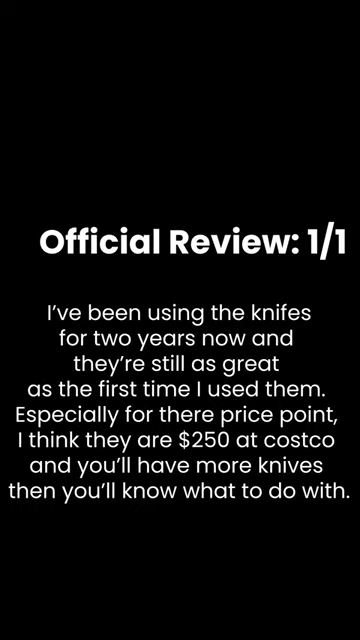 Official Review: 1/1
I’ve been using the knifes
for two years now and
they’re still as great
as the first time I used them.
Especially for there price point,
I think they are $250 at costco
and you’ll have more knives
then you’ll know what to do with.